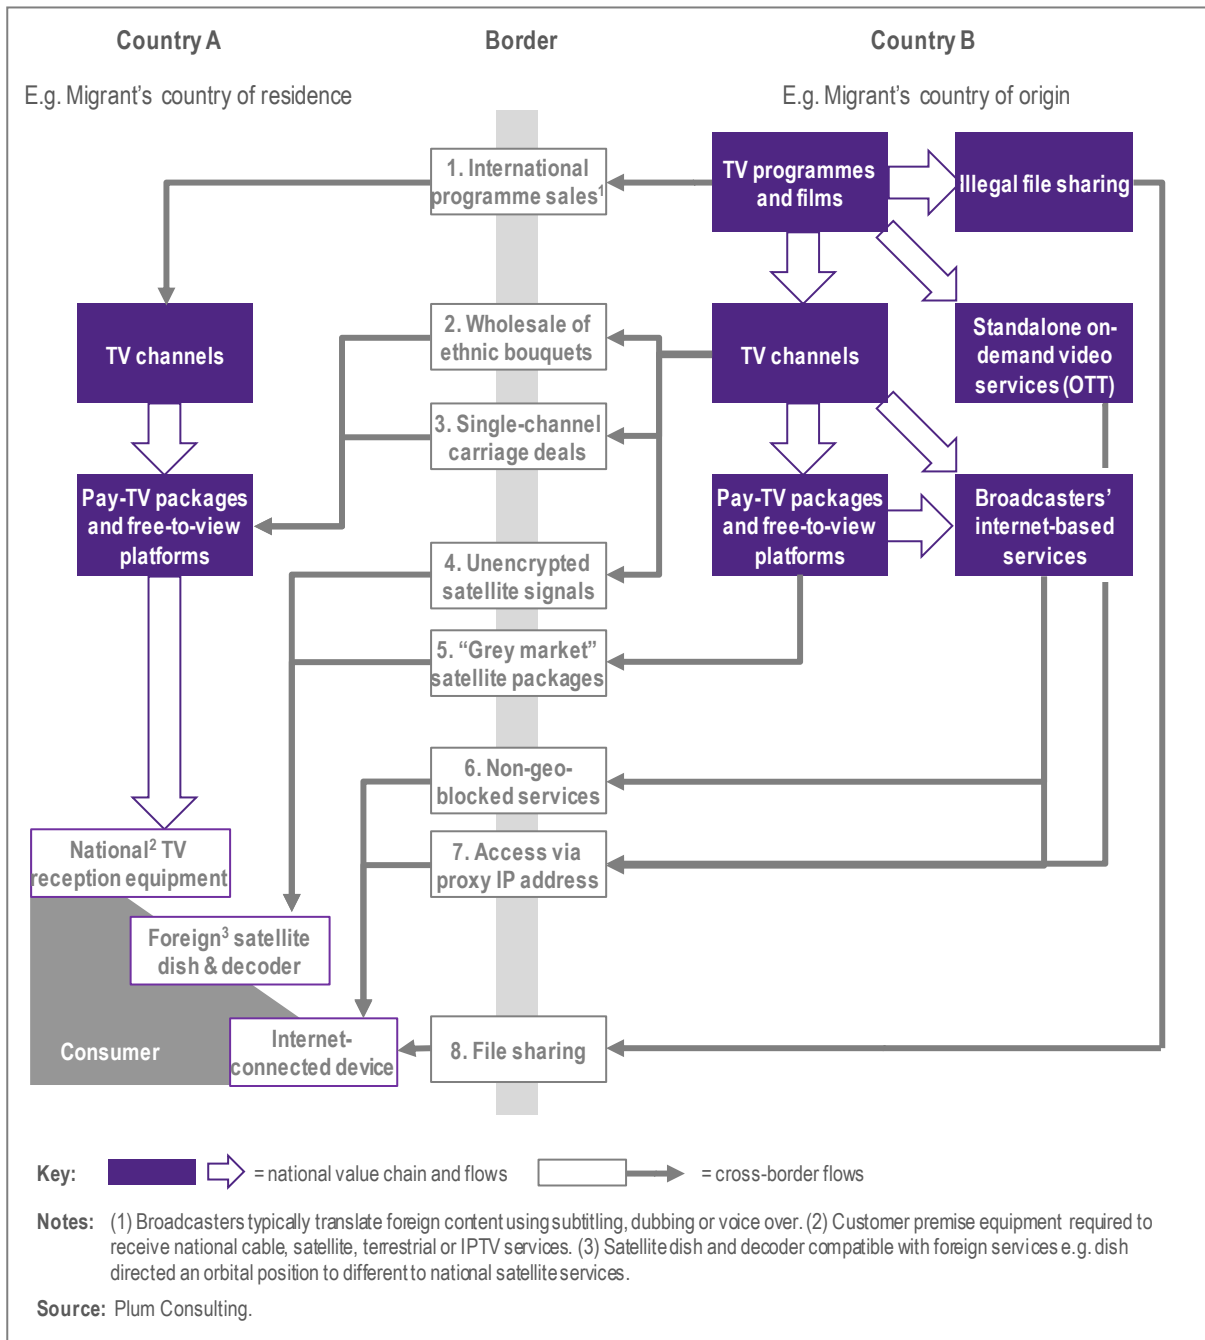 Country A
Border
Country B
E.g. Migrant's country of residence
E.g. Migrant's country of origin
1. International
programme sales1
TV programmes
and films
Illegal file sharing
TV channels
2. Wholesale of
ethnic bouquets
TV channels
Standalone on-
demand video
services (OTT)
3. Single-channel
carriage deals
Pay-TV packages
and free-to-view
platforms
Pay-TV packages
and free-to-view
platforms
Broadcasters'
internet-based
services
4. Unencrypted
satellite signals
5. “Grey market”
satellite packages
6. Non-geo-
blocked services
7. Access via
proxy IP address
National2 TV
reception equipment
Foreign3 satellite
dish & decoder
Consumer
Internet-
connected device
8. File sharing
Key:
= national value chain and flows
= cross-border flows
Notes: (1) Broadcasters typically translate foreign content using subtitling, dubbing or voice over. (2) Customer premise equipment required to
receive national cable, satellite, terrestrial or IPTV services. (3) Satellite dish and decoder compatible with foreign services e.g. dish
directed an orbital position to different to national satellite services.
Source: Plum Consulting.